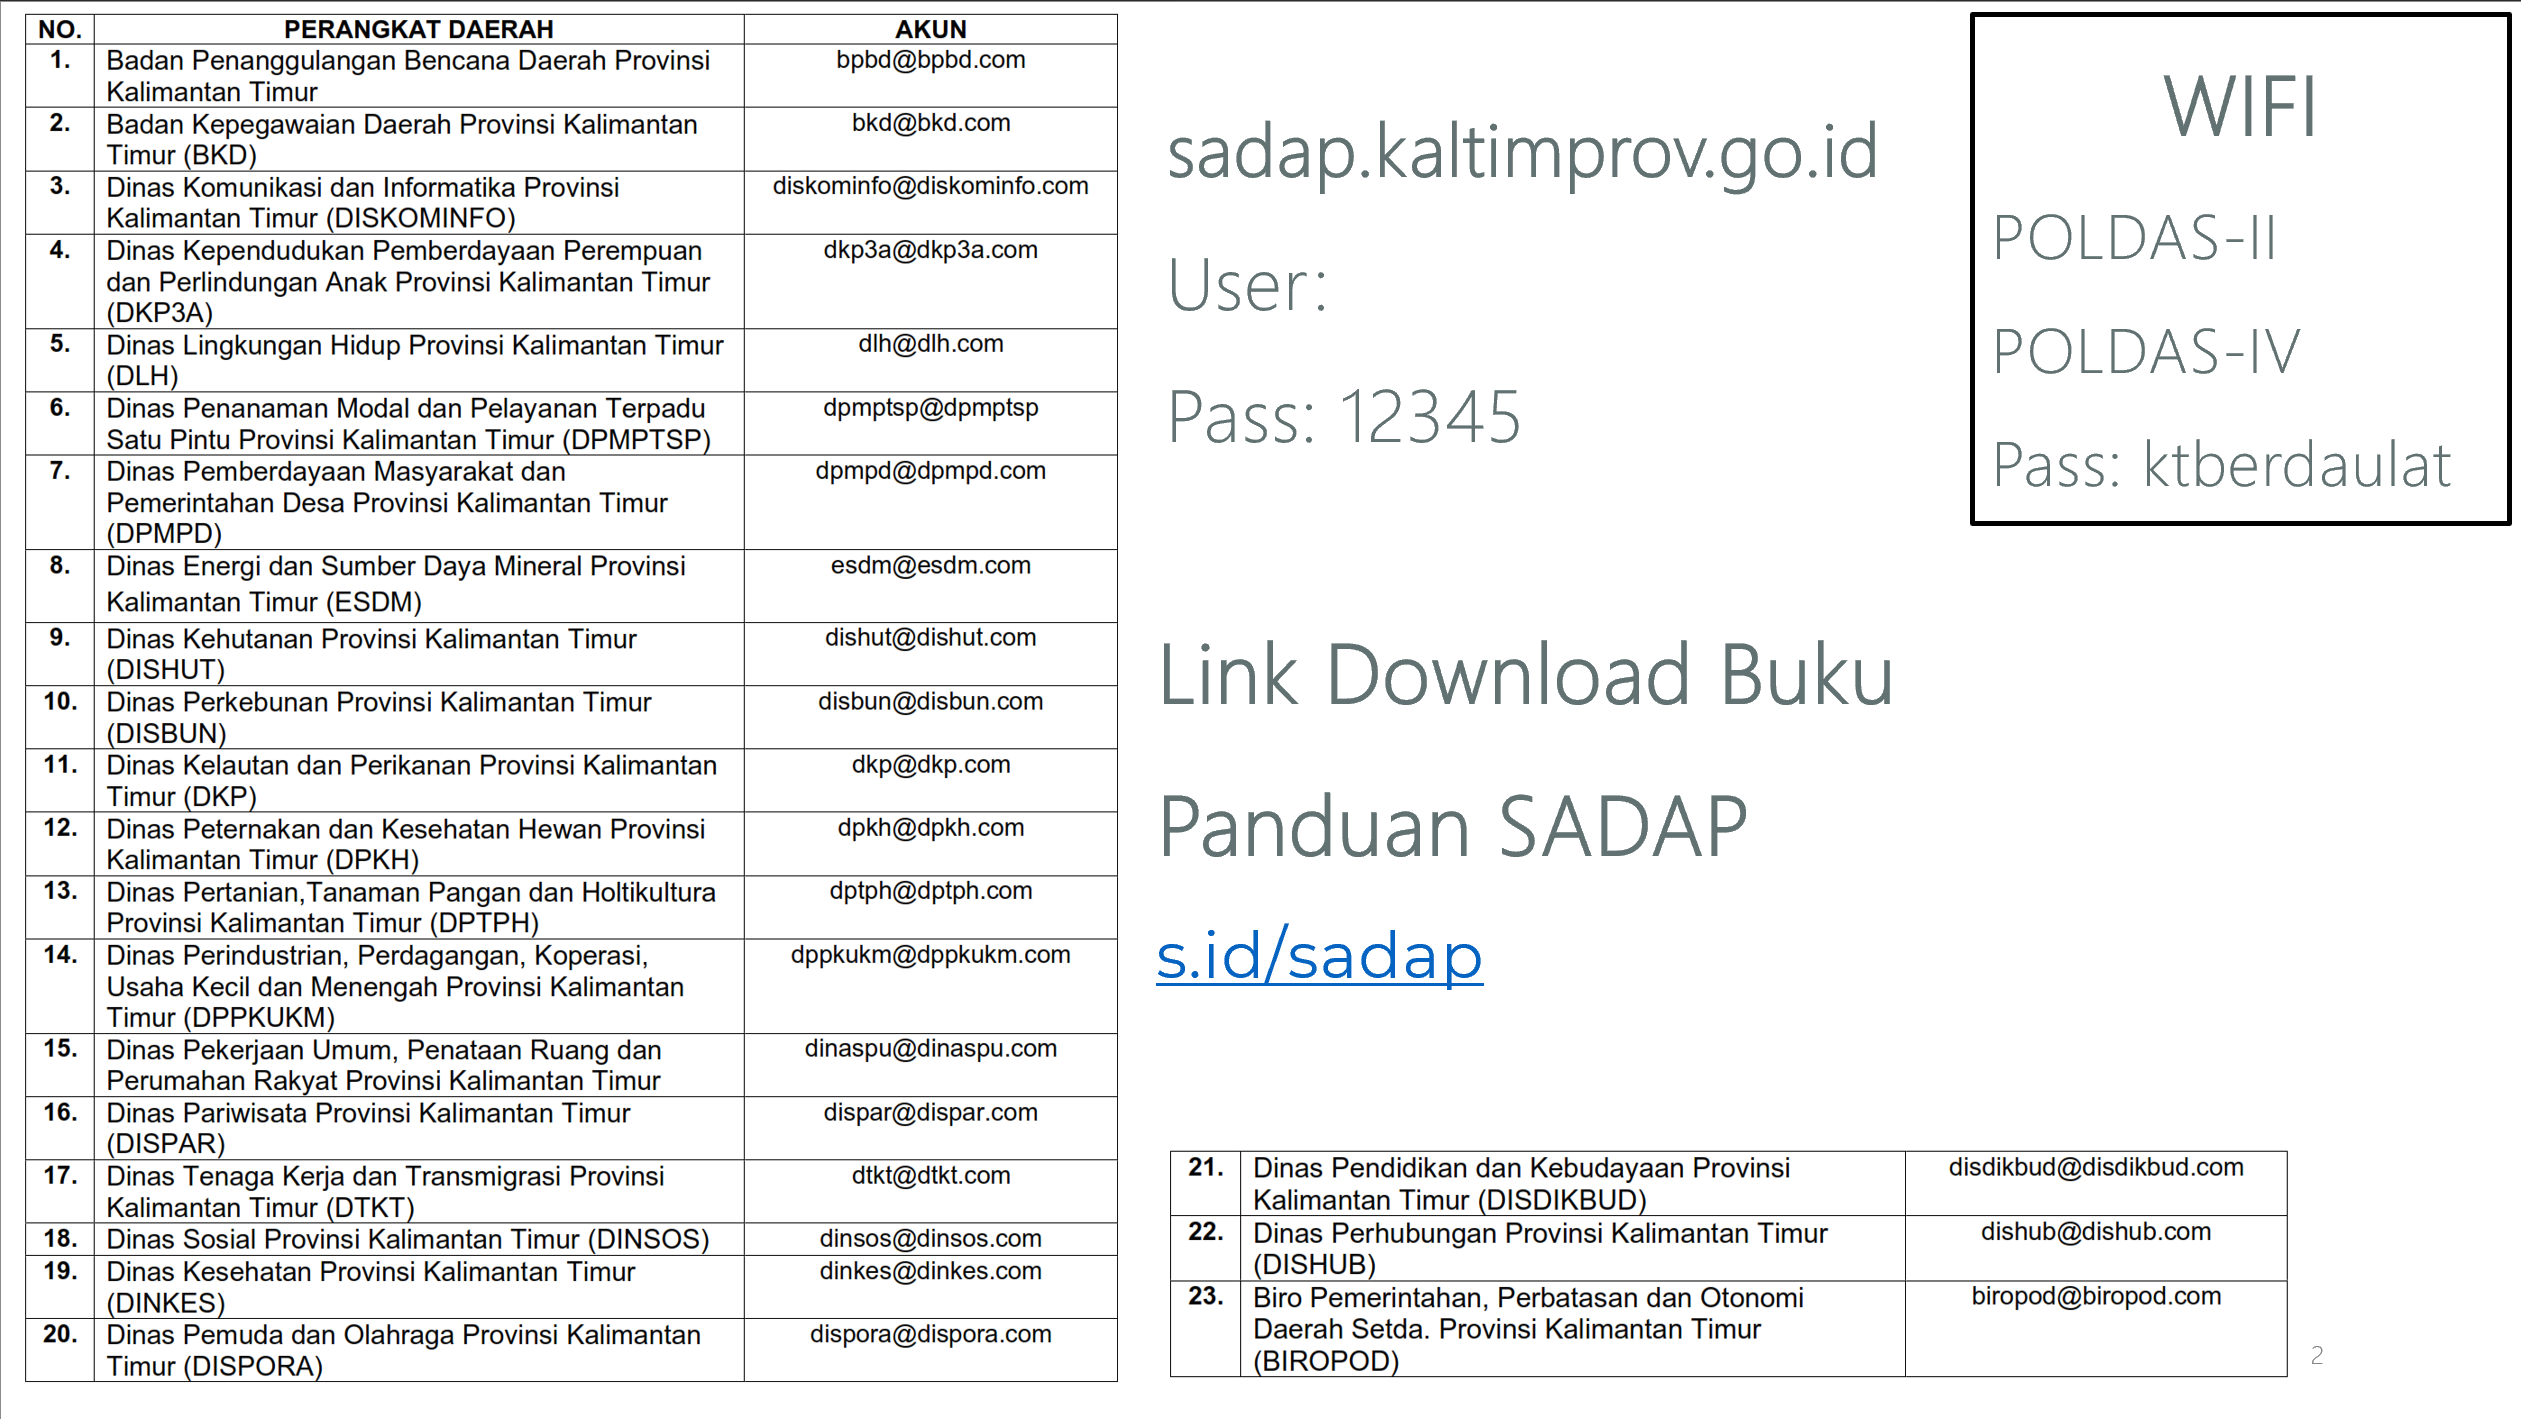 NO. PERANGKAT DAERAH AKUN
1. Badan Penanggulangan Bencana Daerah Provinsi bpbd@bpbd.com
Kalimantan Timur
2. Badan Kepegawaian Daerah Provinsi Kalimantan bkd@bkd.com
Timur (BKD)
3. Dinas Komunikasi dan Informatika Provinsi diskominfo@diskominfo.com
Kalimantan Timur (DISKOMINFO)
4. Dinas Kependudukan Pemberdayaan Perempuan dkp3a@dkp3a.com
dan Perlindungan Anak Provinsi Kalimantan Timur
(DKP3A)
5. Dinas Lingkungan Hidup Provinsi Kalimantan Timur dlh@dlh.com
(DLH)
6. Dinas Penanaman Modal dan Pelayanan Terpadu dpmptsp@dpmptsp
Satu Pintu Provinsi Kalimantan Timur (DPMPTSP)
7. Dinas Pemberdayaan Masyarakat dan dpmpd@dpmpd.com
Pemerintahan Desa Provinsi Kalimantan Timur
(DPMPD)
8. Dinas Energi dan Sumber Daya Mineral Provinsi esdm@esdm.com
Kalimantan Timur (ESDM)
9. Dinas Kehutanan Provinsi Kalimantan Timur dishut@dishut.com
(DISHUT)
10. Dinas Perkebunan Provinsi Kalimantan Timur disbun@disbun.com
(DISBUN)
11. Dinas Kelautan dan Perikanan Provinsi Kalimantan dkp@dkp.com
Timur (DKP)
12. Dinas Peternakan dan Kesehatan Hewan Provinsi dpkh@dpkh.com
Kalimantan Timur (DPKH)
13. Dinas Pertanian,Tanaman Pangan dan Holtikultura dptph@dptph.com
Provinsi Kalimantan Timur (DPTPH)
14. Dinas Perindustrian, Perdagangan, Koperasi, dppkukm@dppkukm.com
Usaha Kecil dan Menengah Provinsi Kalimantan
Timur (DPPKUKM)
15. Dinas Pekerjaan Umum, Penataan Ruang dan dinaspu@dinaspu.com
Perumahan Rakyat Provinsi Kalimantan Timur
16. Dinas Pariwisata Provinsi Kalimantan Timur dispar@dispar.com
(DISPAR)
17. Dinas Tenaga Kerja dan Transmigrasi Provinsi dtkt@dtkt.com
Kalimantan Timur (DTKT)
18. Dinas Sosial Provinsi Kalimantan Timur (DINSOS) dinsos@dinsos.com
19. Dinas Kesehatan Provinsi Kalimantan Timur dinkes@dinkes.com
(DINKES)
20. Dinas Pemuda dan Olahraga Provinsi Kalimantan dispora@dispora.com
Timur (DISPORA)
sadap.kaltimprov.go.id
User:
Pass: 12345
WIFI
POLDAS-II
POLDAS-IV
Pass: ktberdaulat
Link Download Buku
Panduan SADAP
s.id/sadap
21. Dinas Pendidikan dan Kebudayaan Provinsi disdikbud@disdikbud.com
Kalimantan Timur (DISDIKBUD)
22. Dinas Perhubungan Provinsi Kalimantan Timur dishub@dishub.com
(DISHUB)
23. Biro Pemerintahan, Perbatasan dan Otonomi biropod@biropod.com
Daerah Setda. Provinsi Kalimantan Timur
(BIROPOD)
2